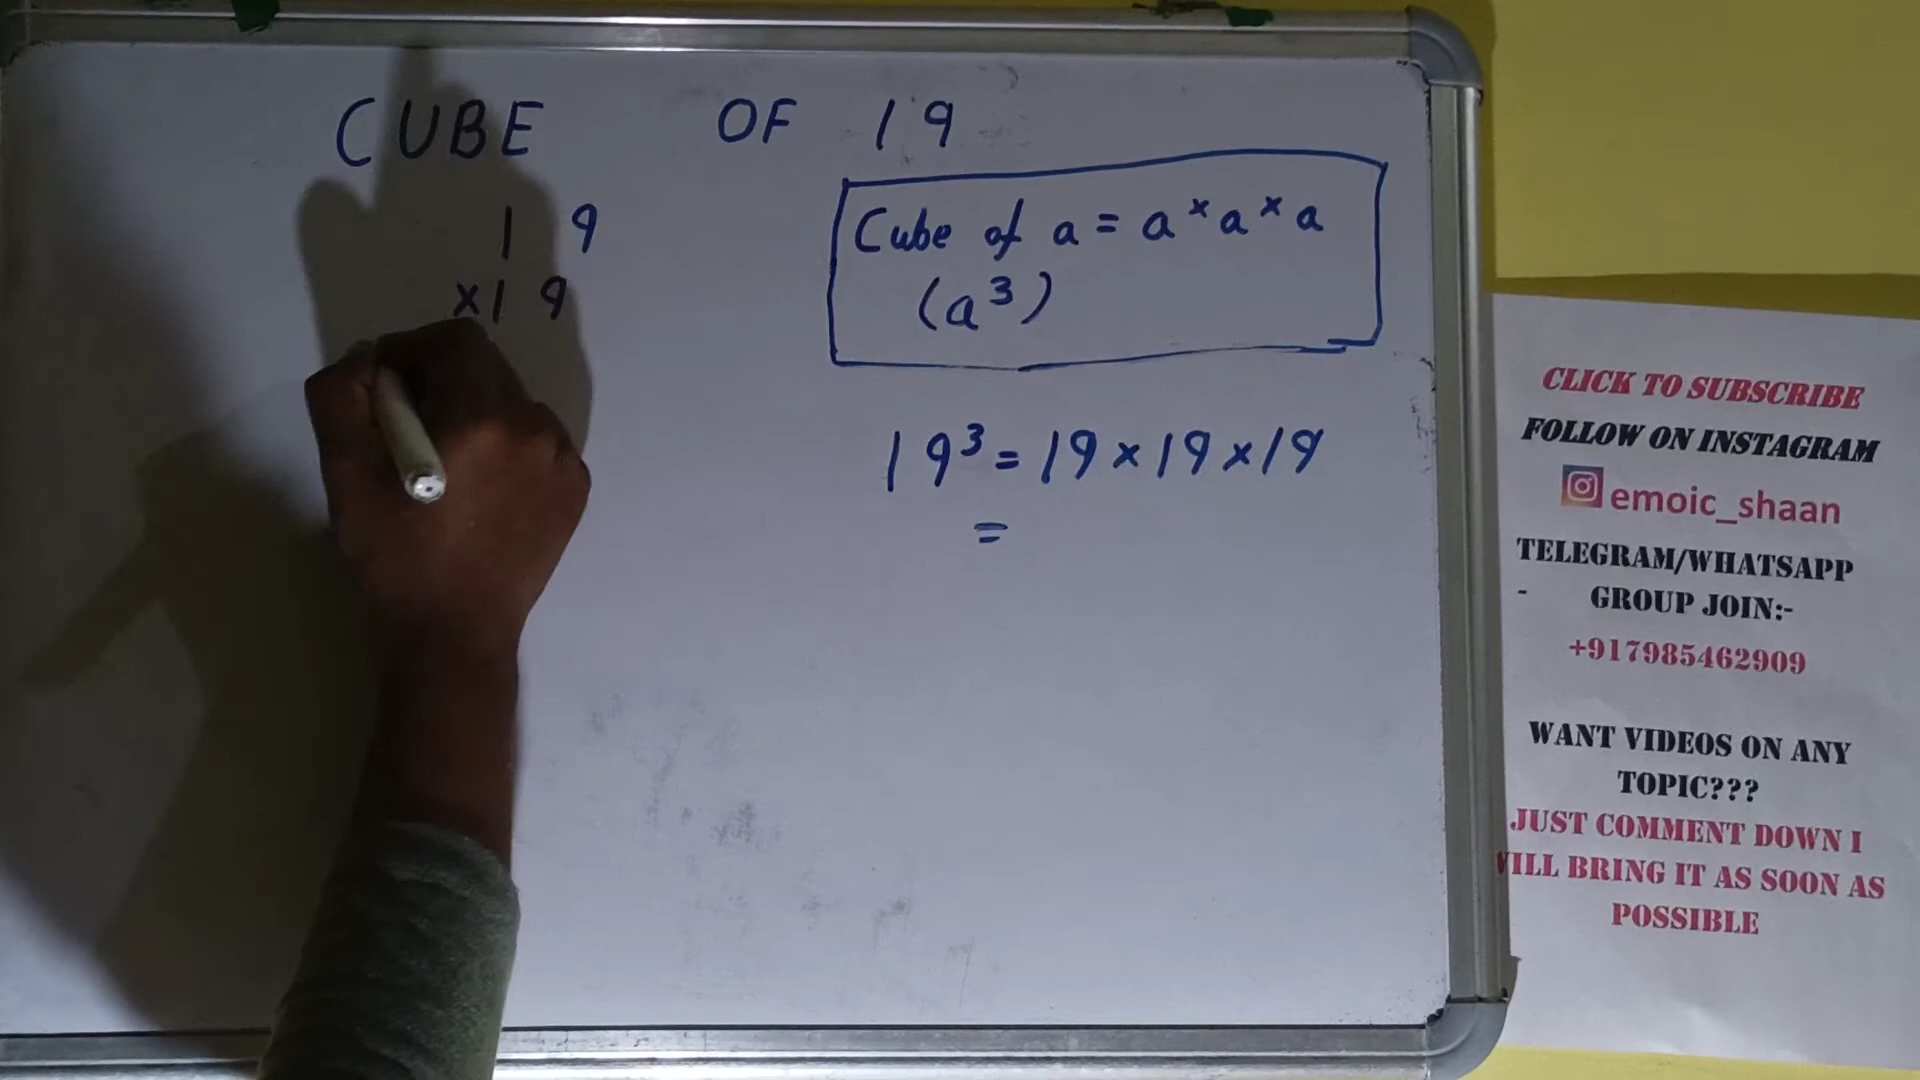 CUBE OF 19
1 9
×1 9
Cube of a = a × a × a
(a³)
19³ = 19 × 19 × 19
=
CLICK TO SUBSCRIBE
FOLLOW ON INSTAGRAM
emoic_shaan
TELEGRAM/WHATSAPP
- GROUP JOIN:-
+917985462909
WANT VIDEOS ON ANY
TOPIC???
JUST COMMENT DOWN I
WILL BRING IT AS SOON AS
POSSIBLE